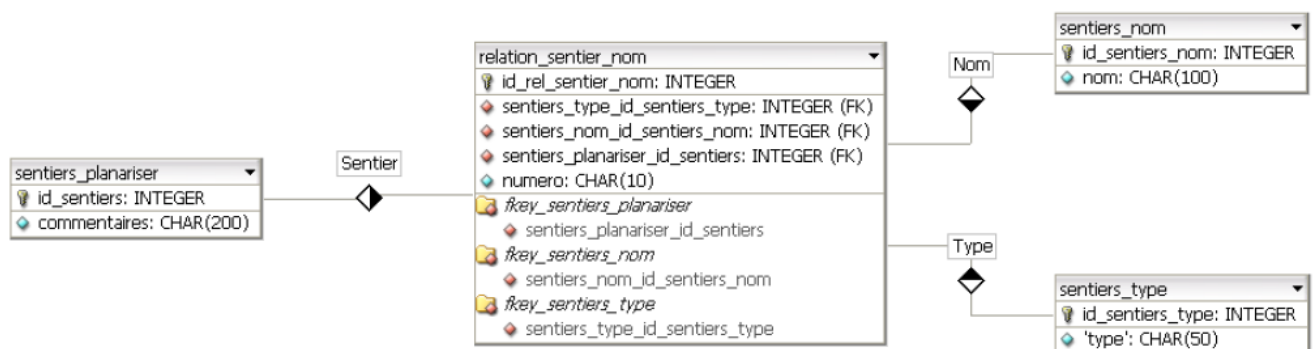 sentiers_planariser
id_sentiers: INTEGER
commentaires: CHAR(200)
Sentier
relation_sentier_nom
id_rel_sentier_nom: INTEGER
sentiers_type_id_sentiers_type: INTEGER (FK)
sentiers_nom_id_sentiers_nom: INTEGER (FK)
sentiers_planariser_id_sentiers: INTEGER (FK)
numero: CHAR(10)
fkey_sentiers_planariser
sentiers_planariser_id_sentiers
fkey_sentiers_nom
sentiers_nom_id_sentiers_nom
fkey_sentiers_type
sentiers_type_id_sentiers_type
Nom
sentiers_nom
id_sentiers_nom: INTEGER
nom: CHAR(100)
Type
sentiers_type
id_sentiers_type: INTEGER
'type': CHAR(50)